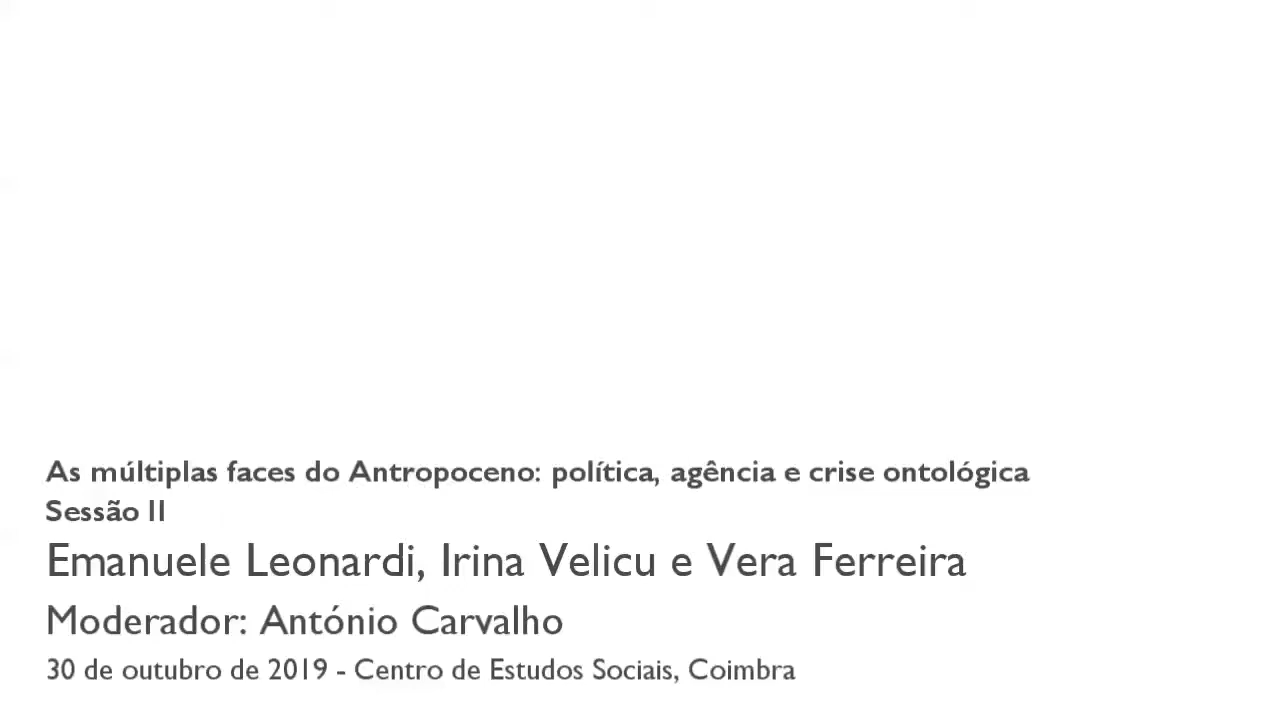 As múltiplas faces do Antropoceno: política, agência e crise ontológica
Sessão II
Emanuele Leonardi, Irina Velicu e Vera Ferreira
Moderador: António Carvalho
30 de outubro de 2019 - Centro de Estudos Sociais, Coimbra